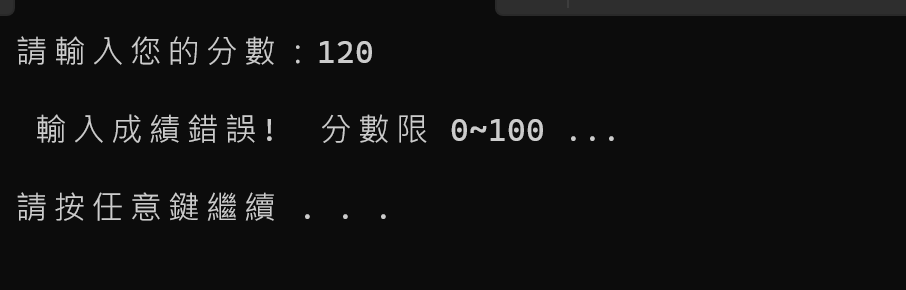 請輸入您的分數：120
輸入成績錯誤!  分數限 0~100 ...
請按任意鍵繼續 . . .